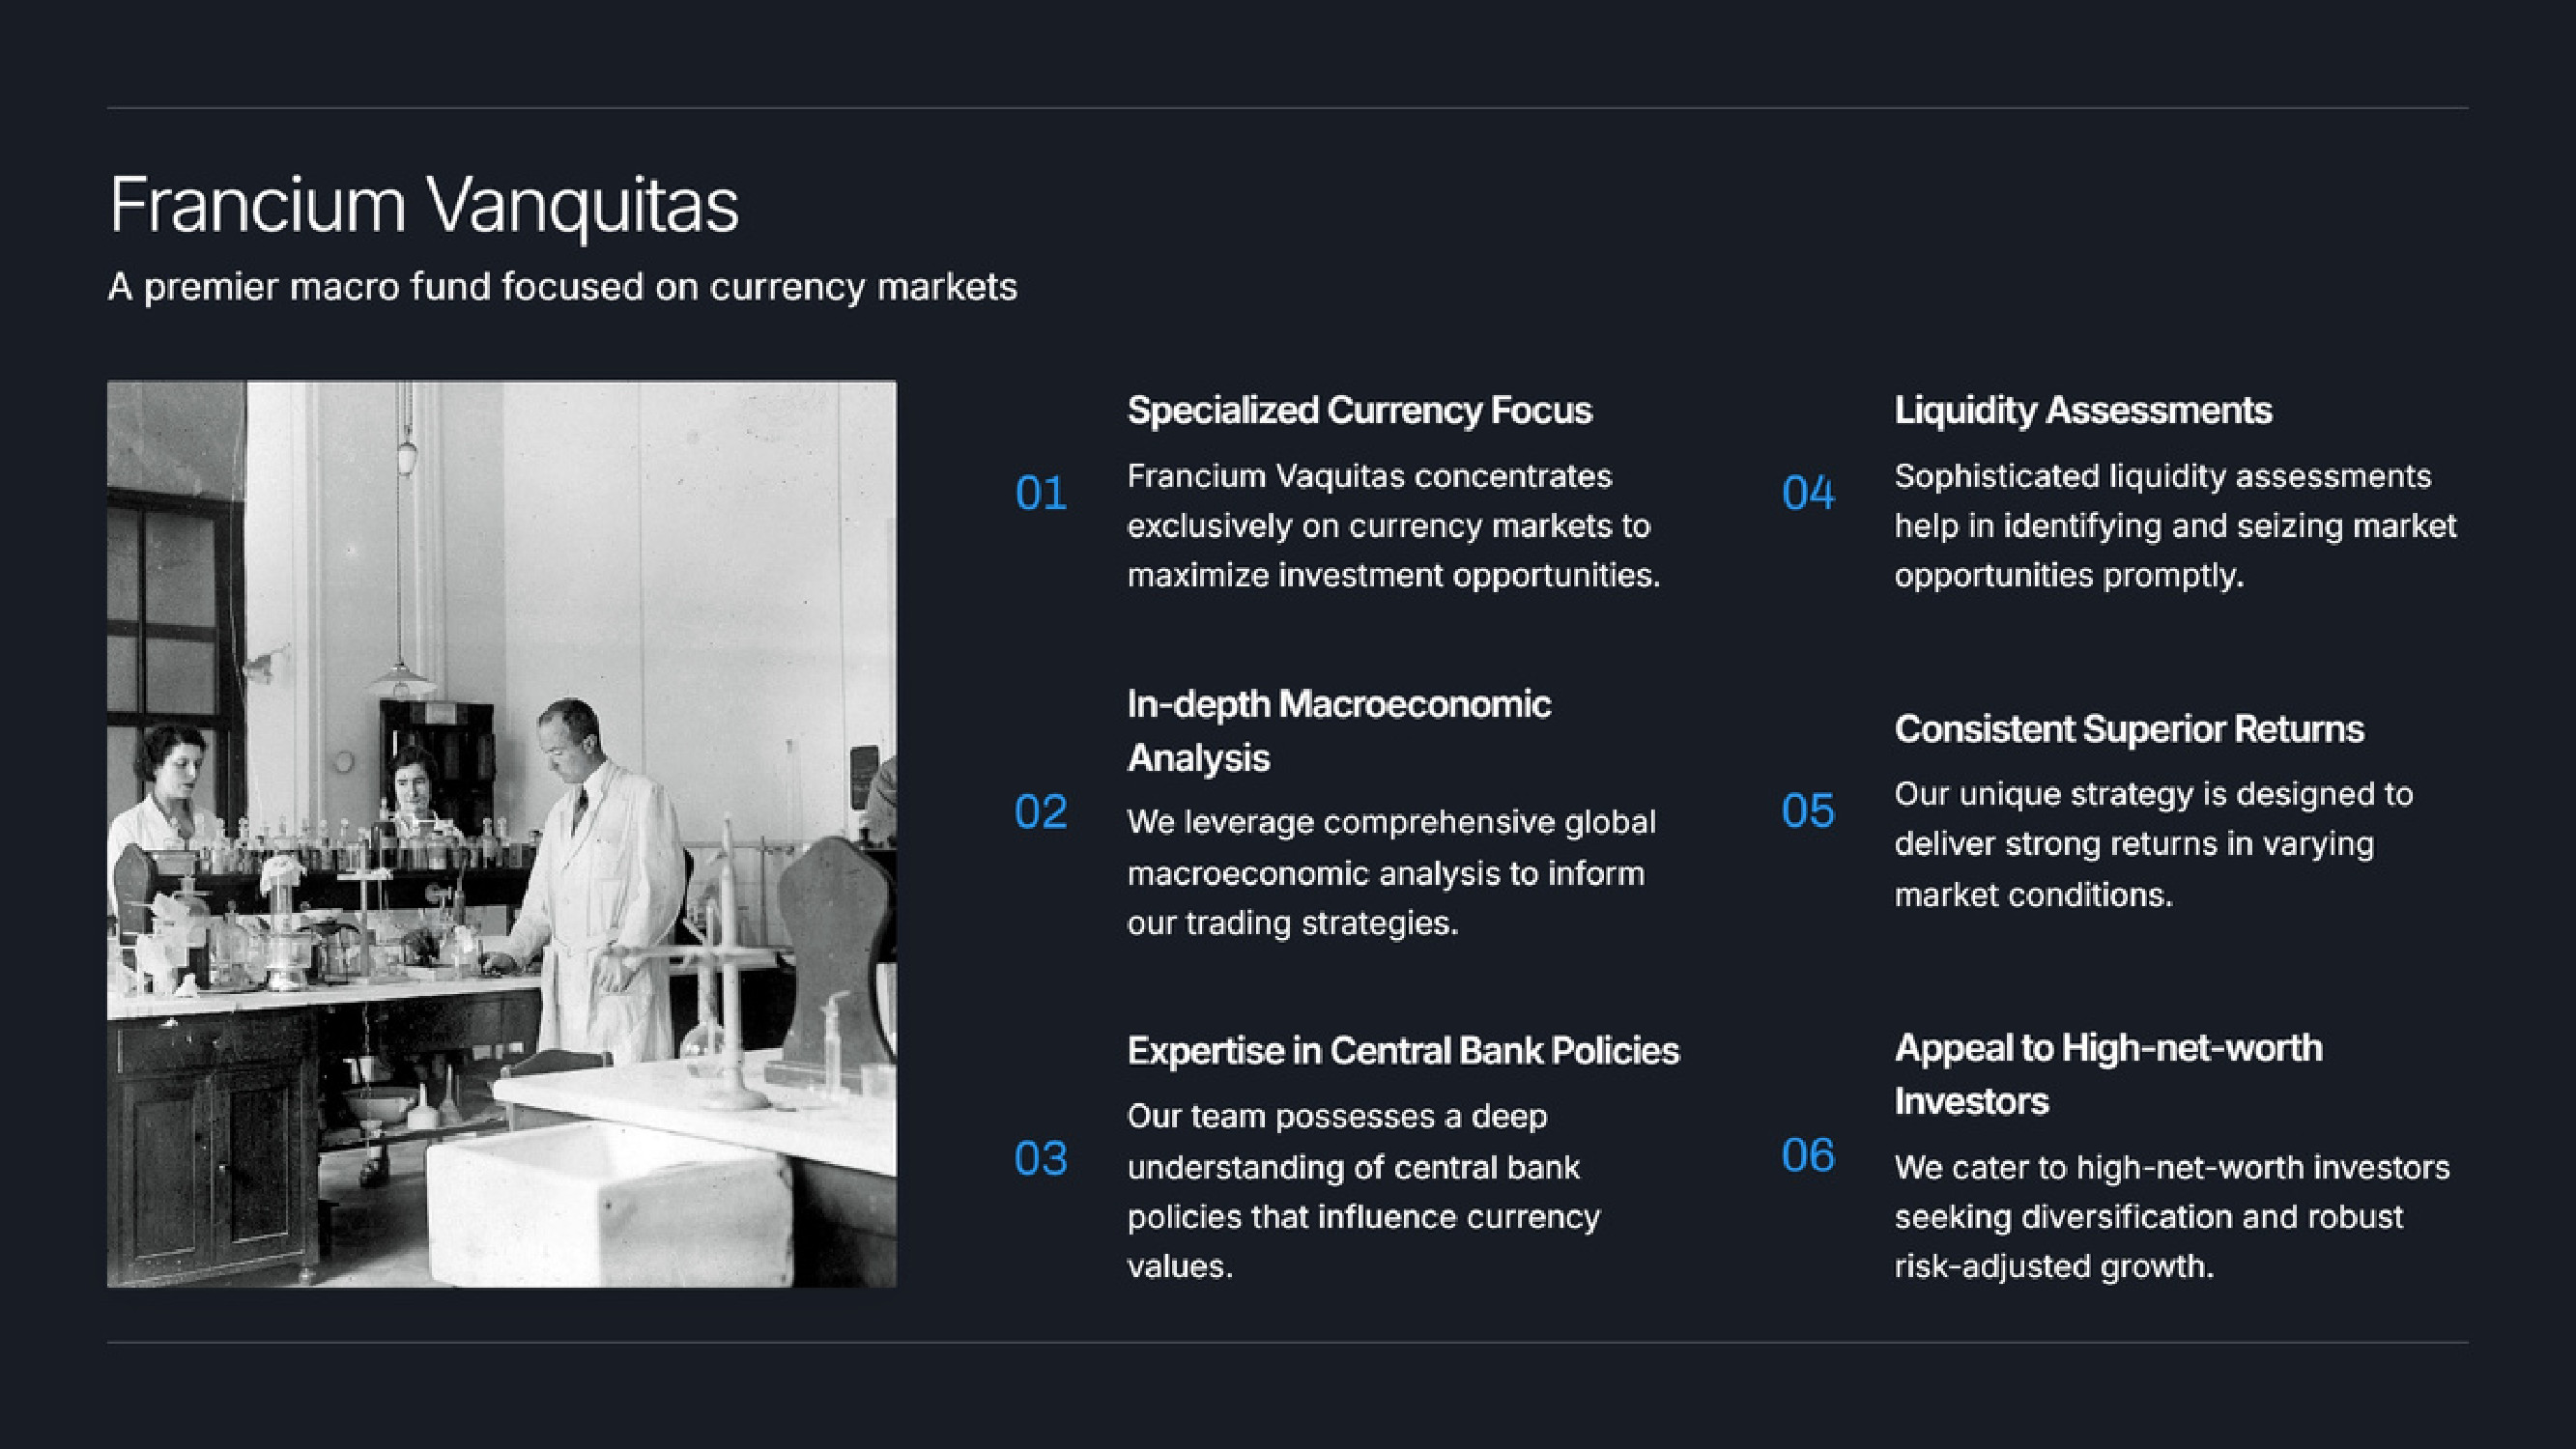 Francium Vanquitas
A premier macro fund focused on currency markets
01
Specialized Currency Focus
Francium Vaquitas concentrates
exclusively on currency markets to
maximize investment opportunities.
02
In-depth Macroeconomic
Analysis
We leverage comprehensive global
macroeconomic analysis to inform
our trading strategies.
03
Expertise in Central Bank Policies
Our team possesses a deep
understanding of central bank
policies that influence currency
values.
04
Liquidity Assessments
Sophisticated liquidity assessments
help in identifying and seizing market
opportunities promptly.
05
Consistent Superior Returns
Our unique strategy is designed to
deliver strong returns in varying
market conditions.
06
Appeal to High-net-worth
Investors
We cater to high-net-worth investors
seeking diversification and robust
risk-adjusted growth.